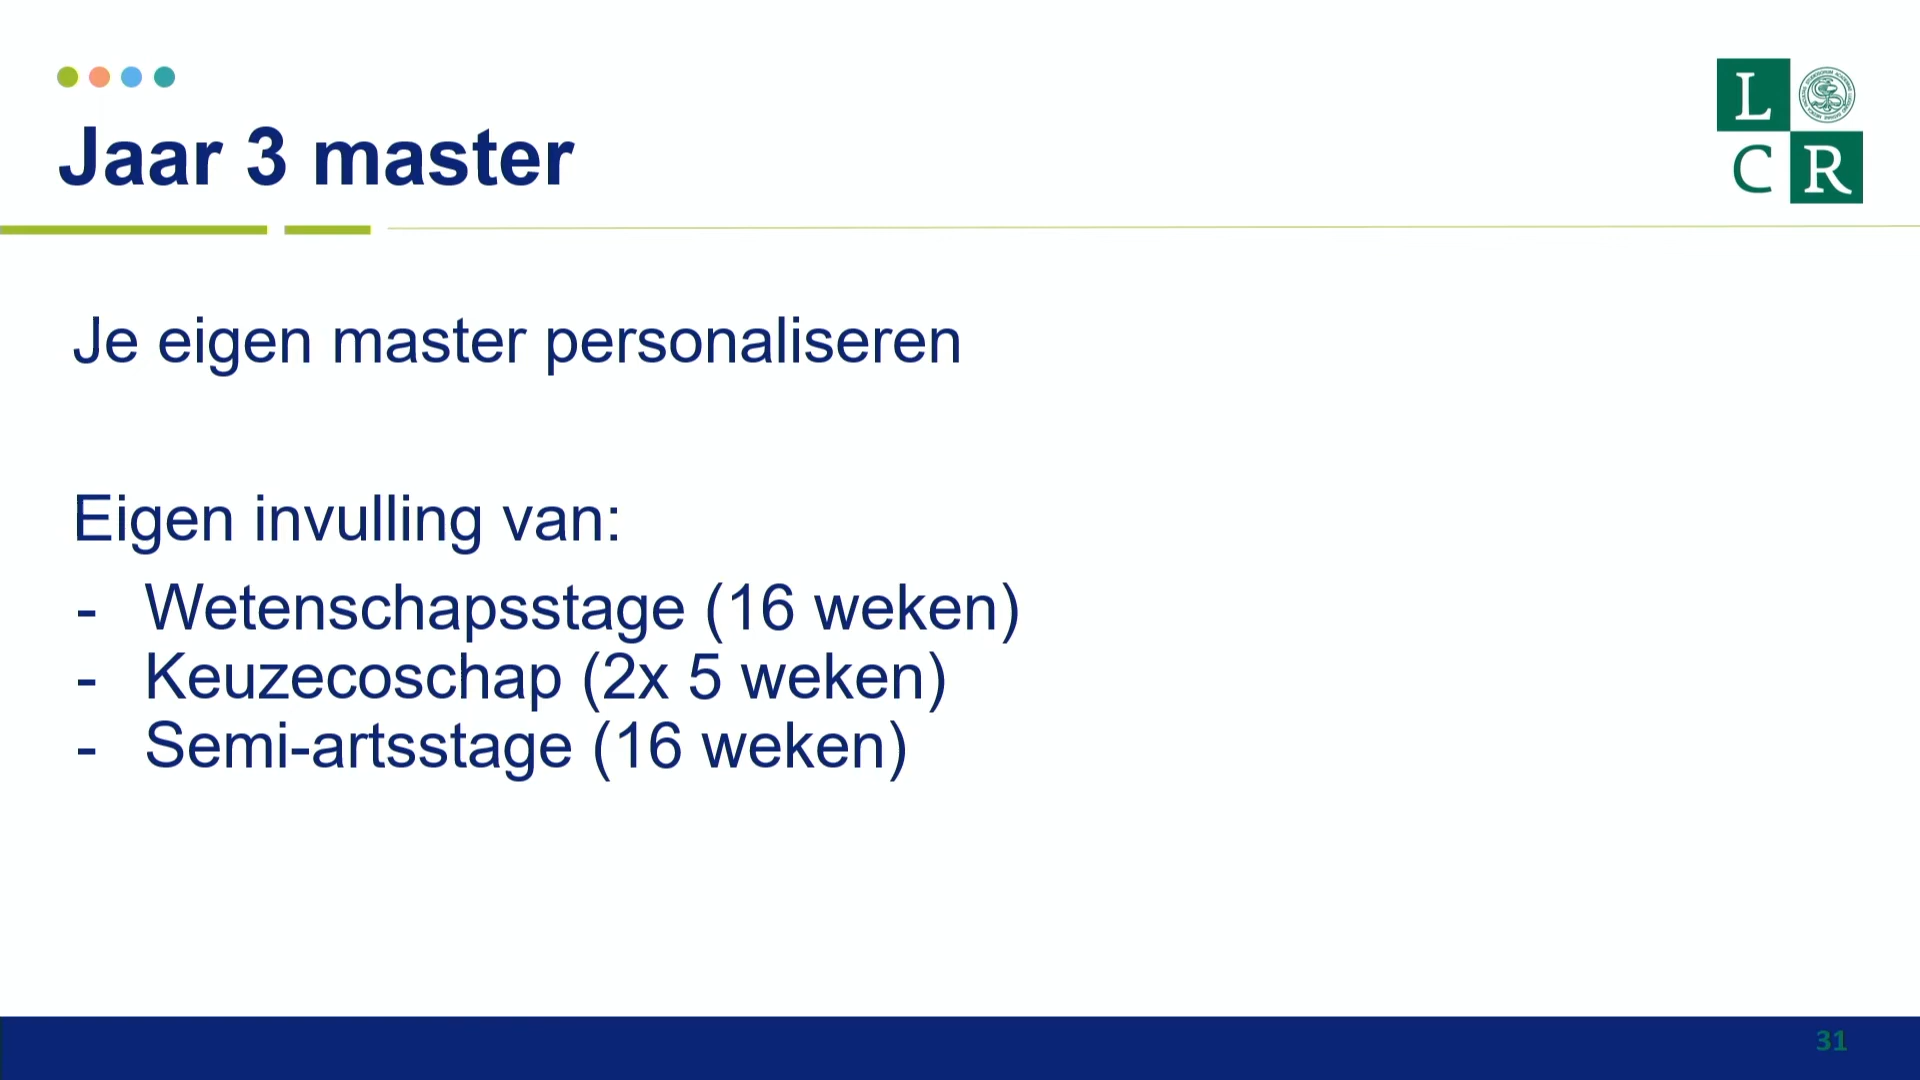 Jaar 3 master
L
C R
Je eigen master personaliseren
Eigen invulling van:
- Wetenschapsstage (16 weken)
- Keuzecoschap (2x 5 weken)
- Semi-artsstage (16 weken)
31